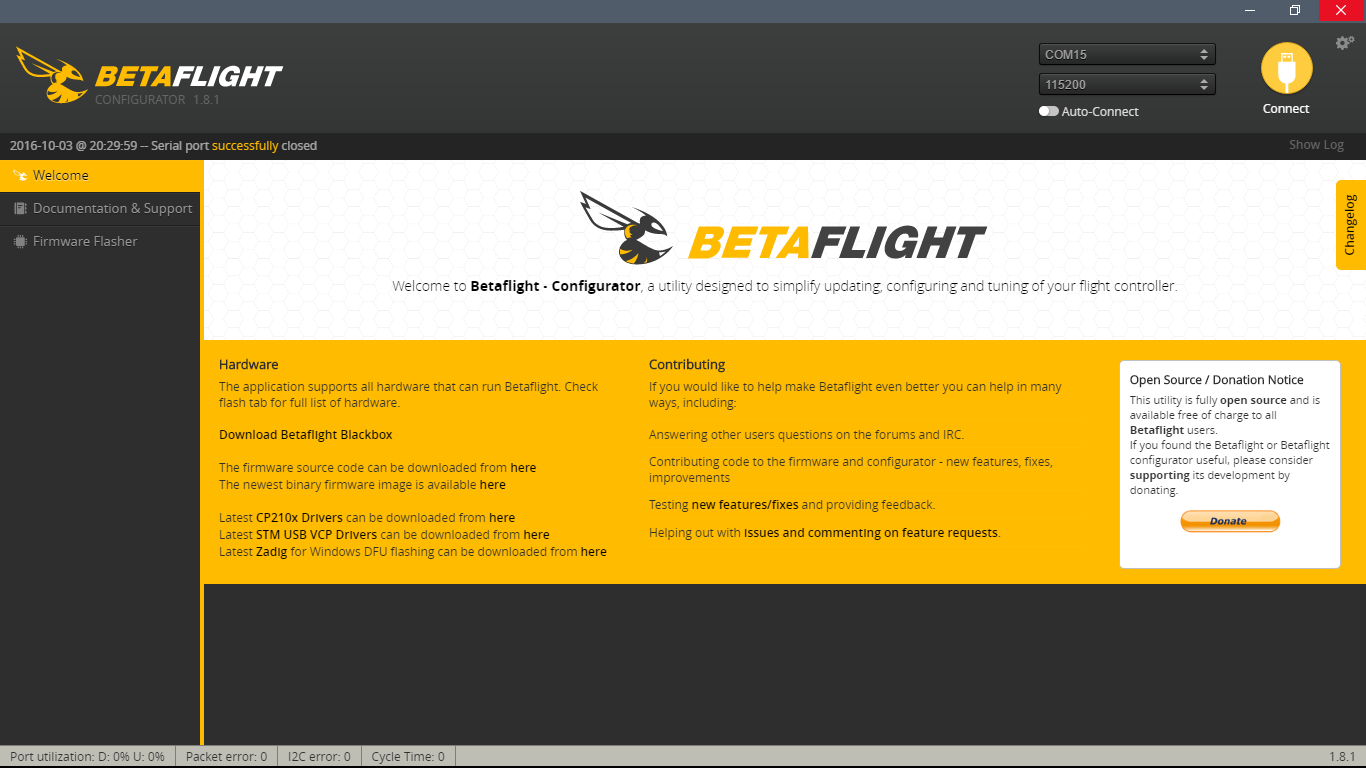 BETAFLIGHT
CONFIGURATOR 1.8.1
COM15
115200
Auto-Connect
Connect
2016-10-03 @ 20:29:59 -- Serial port successfully closed
Show Log
Welcome
Documentation & Support
Firmware Flasher
BETAFLIGHT
Welcome to Betaflight - Configurator, a utility designed to simplify updating, configuring and tuning of your flight controller.
Changelog
Hardware
The application supports all hardware that can run Betaflight. Check
flash tab for full list of hardware.
Download Betaflight Blackbox
The firmware source code can be downloaded from here
The newest binary firmware image is available here
Latest CP210x Drivers can be downloaded from here
Latest STM USB VCP Drivers can be downloaded from here
Latest Zadig for Windows DFU flashing can be downloaded from here
Contributing
If you would like to help make Betaflight even better you can help in many
ways, including:
Answering other users questions on the forums and IRC.
Contributing code to the firmware and configurator - new features, fixes,
improvements
Testing new features/fixes and providing feedback.
Helping out with issues and commenting on feature requests.
Open Source / Donation Notice
This utility is fully open source and is
available free of charge to all
Betaflight users.
If you found the Betaflight or Betaflight
configurator useful, please consider
supporting its development by
donating.
Donate
Port utilization: D: 0% U: 0%
Packet error: 0
I2C error: 0
Cycle Time: 0
1.8.1